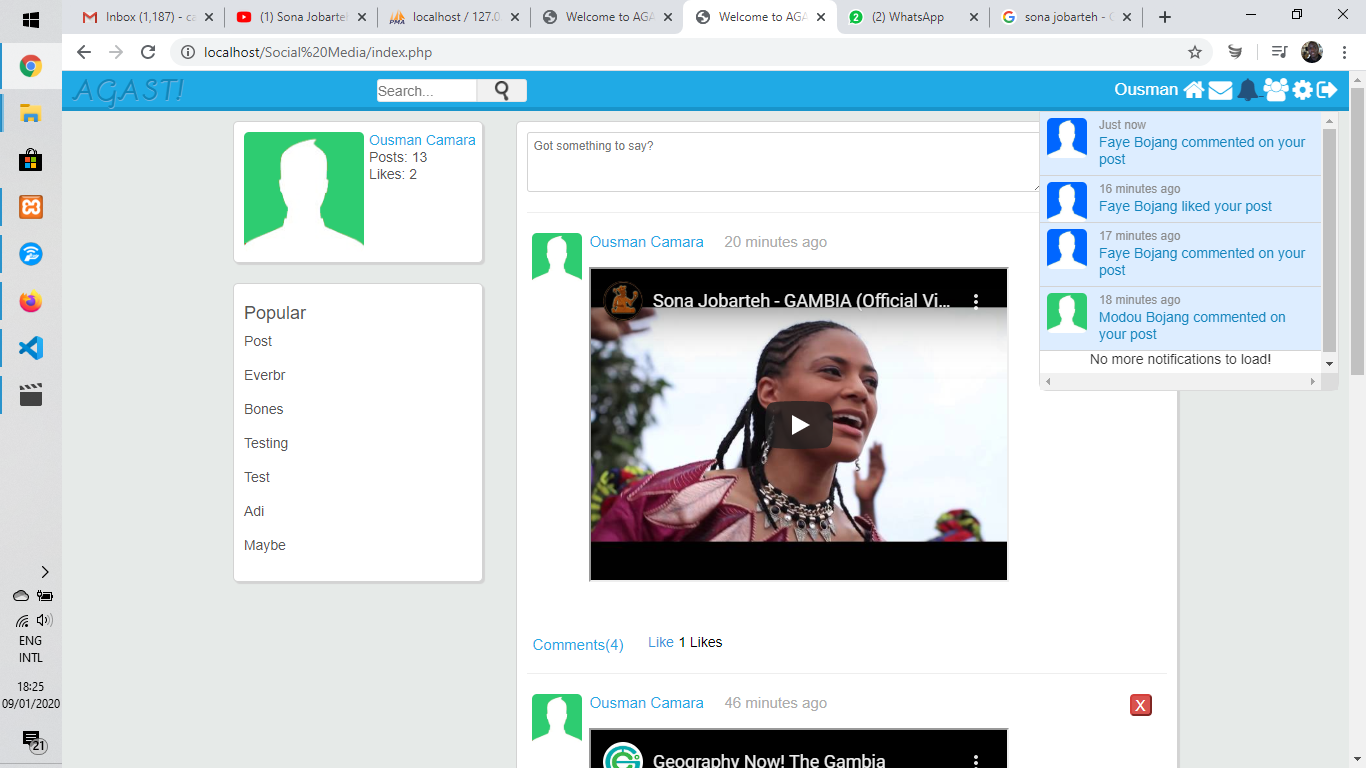 Inbox (1,187) - ca
(1) Sona Jobarteh
localhost / 127.0.
Welcome to AGA
Welcome to AGA
(2) WhatsApp
sona jobarteh - G
localhost/Social%20Media/index.php
AGAST!
Search...
Ousman
Ousman Camara
Posts: 13
Likes: 2
Popular
Post
Everbr
Bones
Testing
Test
Adi
Maybe
Got something to say?
Ousman Camara 20 minutes ago
Sona Jobarteh - GAMBIA (Official Vi...
Comments(4) Like 1 Likes
Ousman Camara 46 minutes ago
X
Geography Now! The Gambia
Just now
Faye Bojang commented on your
post
16 minutes ago
Faye Bojang liked your post
17 minutes ago
Faye Bojang commented on your
post
18 minutes ago
Modou Bojang commented on
your post
No more notifications to load!
ENG
INTL
18:25
09/01/2020
21